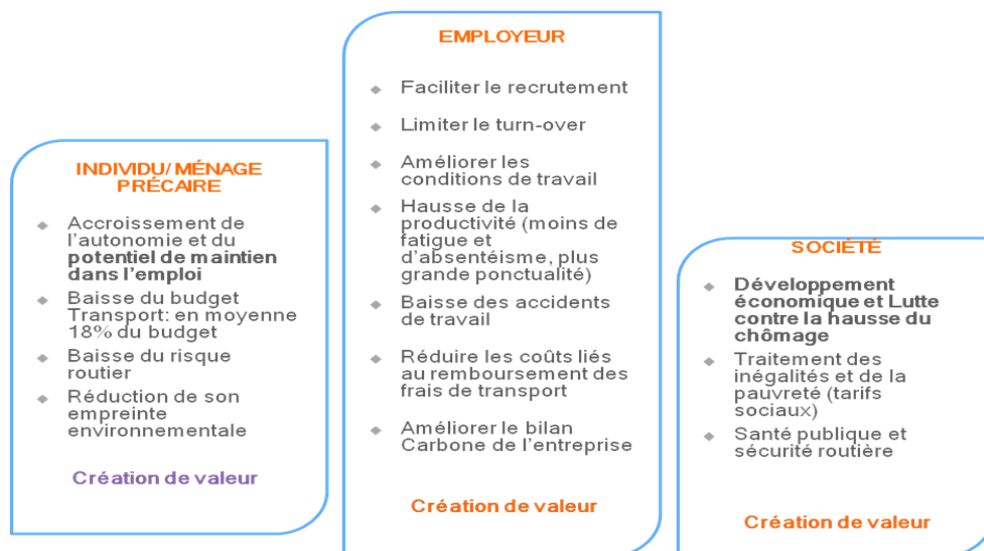 INDIVIDU/ MÉNAGE
PRÉCAIRE
Accroissement de
l'autonomie et du
potentiel de maintien
dans l'emploi
Baisse du budget
Transport: en moyenne
18% du budget
Baisse du risque
routier
Réduction de son
empreinte
environnementale
Création de valeur
EMPLOYEUR
Faciliter le recrutement
Limiter le turn-over
Améliorer les
conditions de travail
Hausse de la
productivité (moins de
fatigue et
d'absentéisme, plus
grande ponctualité)
Baisse des accidents
de travail
Réduire les coûts liés
au remboursement des
frais de transport
Améliorer le bilan
Carbone de l'entreprise
Création de valeur
SOCIÉTÉ
Développement
économique et Lutte
contre la hausse du
chômage
Traitement des
inégalités et de la
pauvreté (tarifs
sociaux)
Santé publique et
sécurité routière
Création de valeur